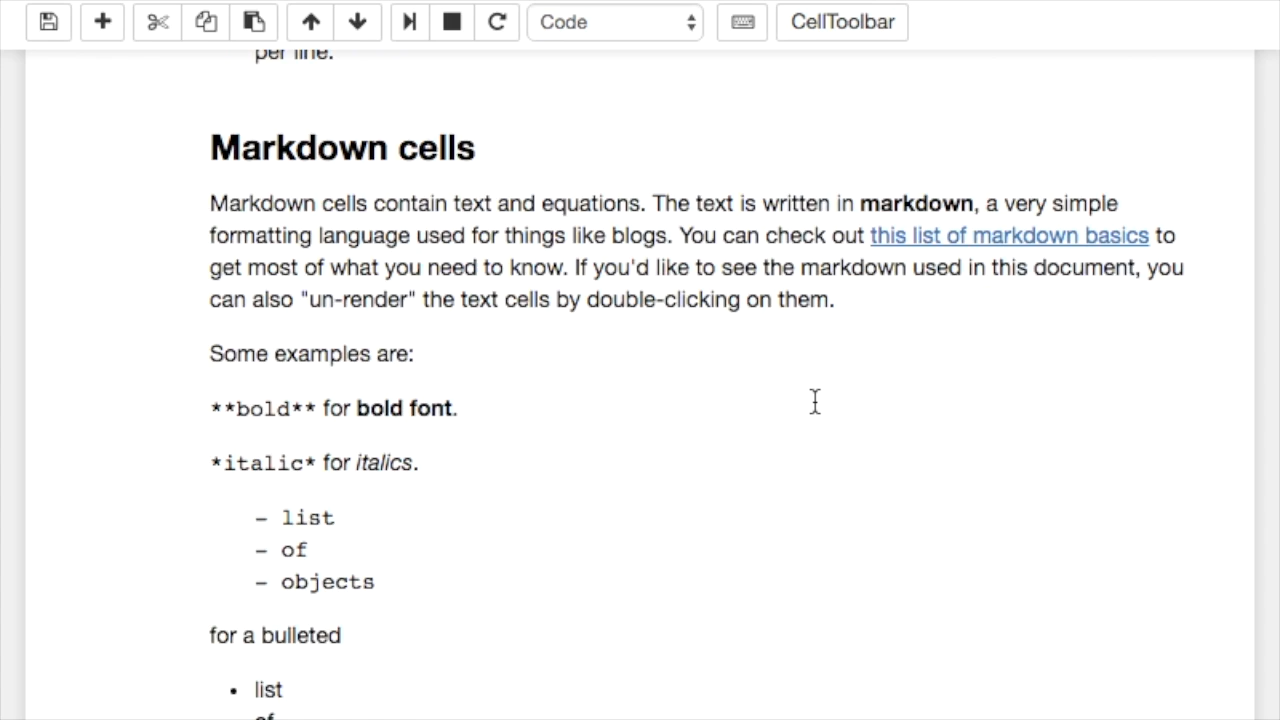 Code
CellToolbar
per line.
Markdown cells
Markdown cells contain text and equations. The text is written in markdown, a very simple
formatting language used for things like blogs. You can check out this list of markdown basics to
get most of what you need to know. If you'd like to see the markdown used in this document, you
can also "un-render" the text cells by double-clicking on them.
Some examples are:
**bold** for bold font.
*italic* for italics.
- list
- of
- objects
for a bulleted
• list
of